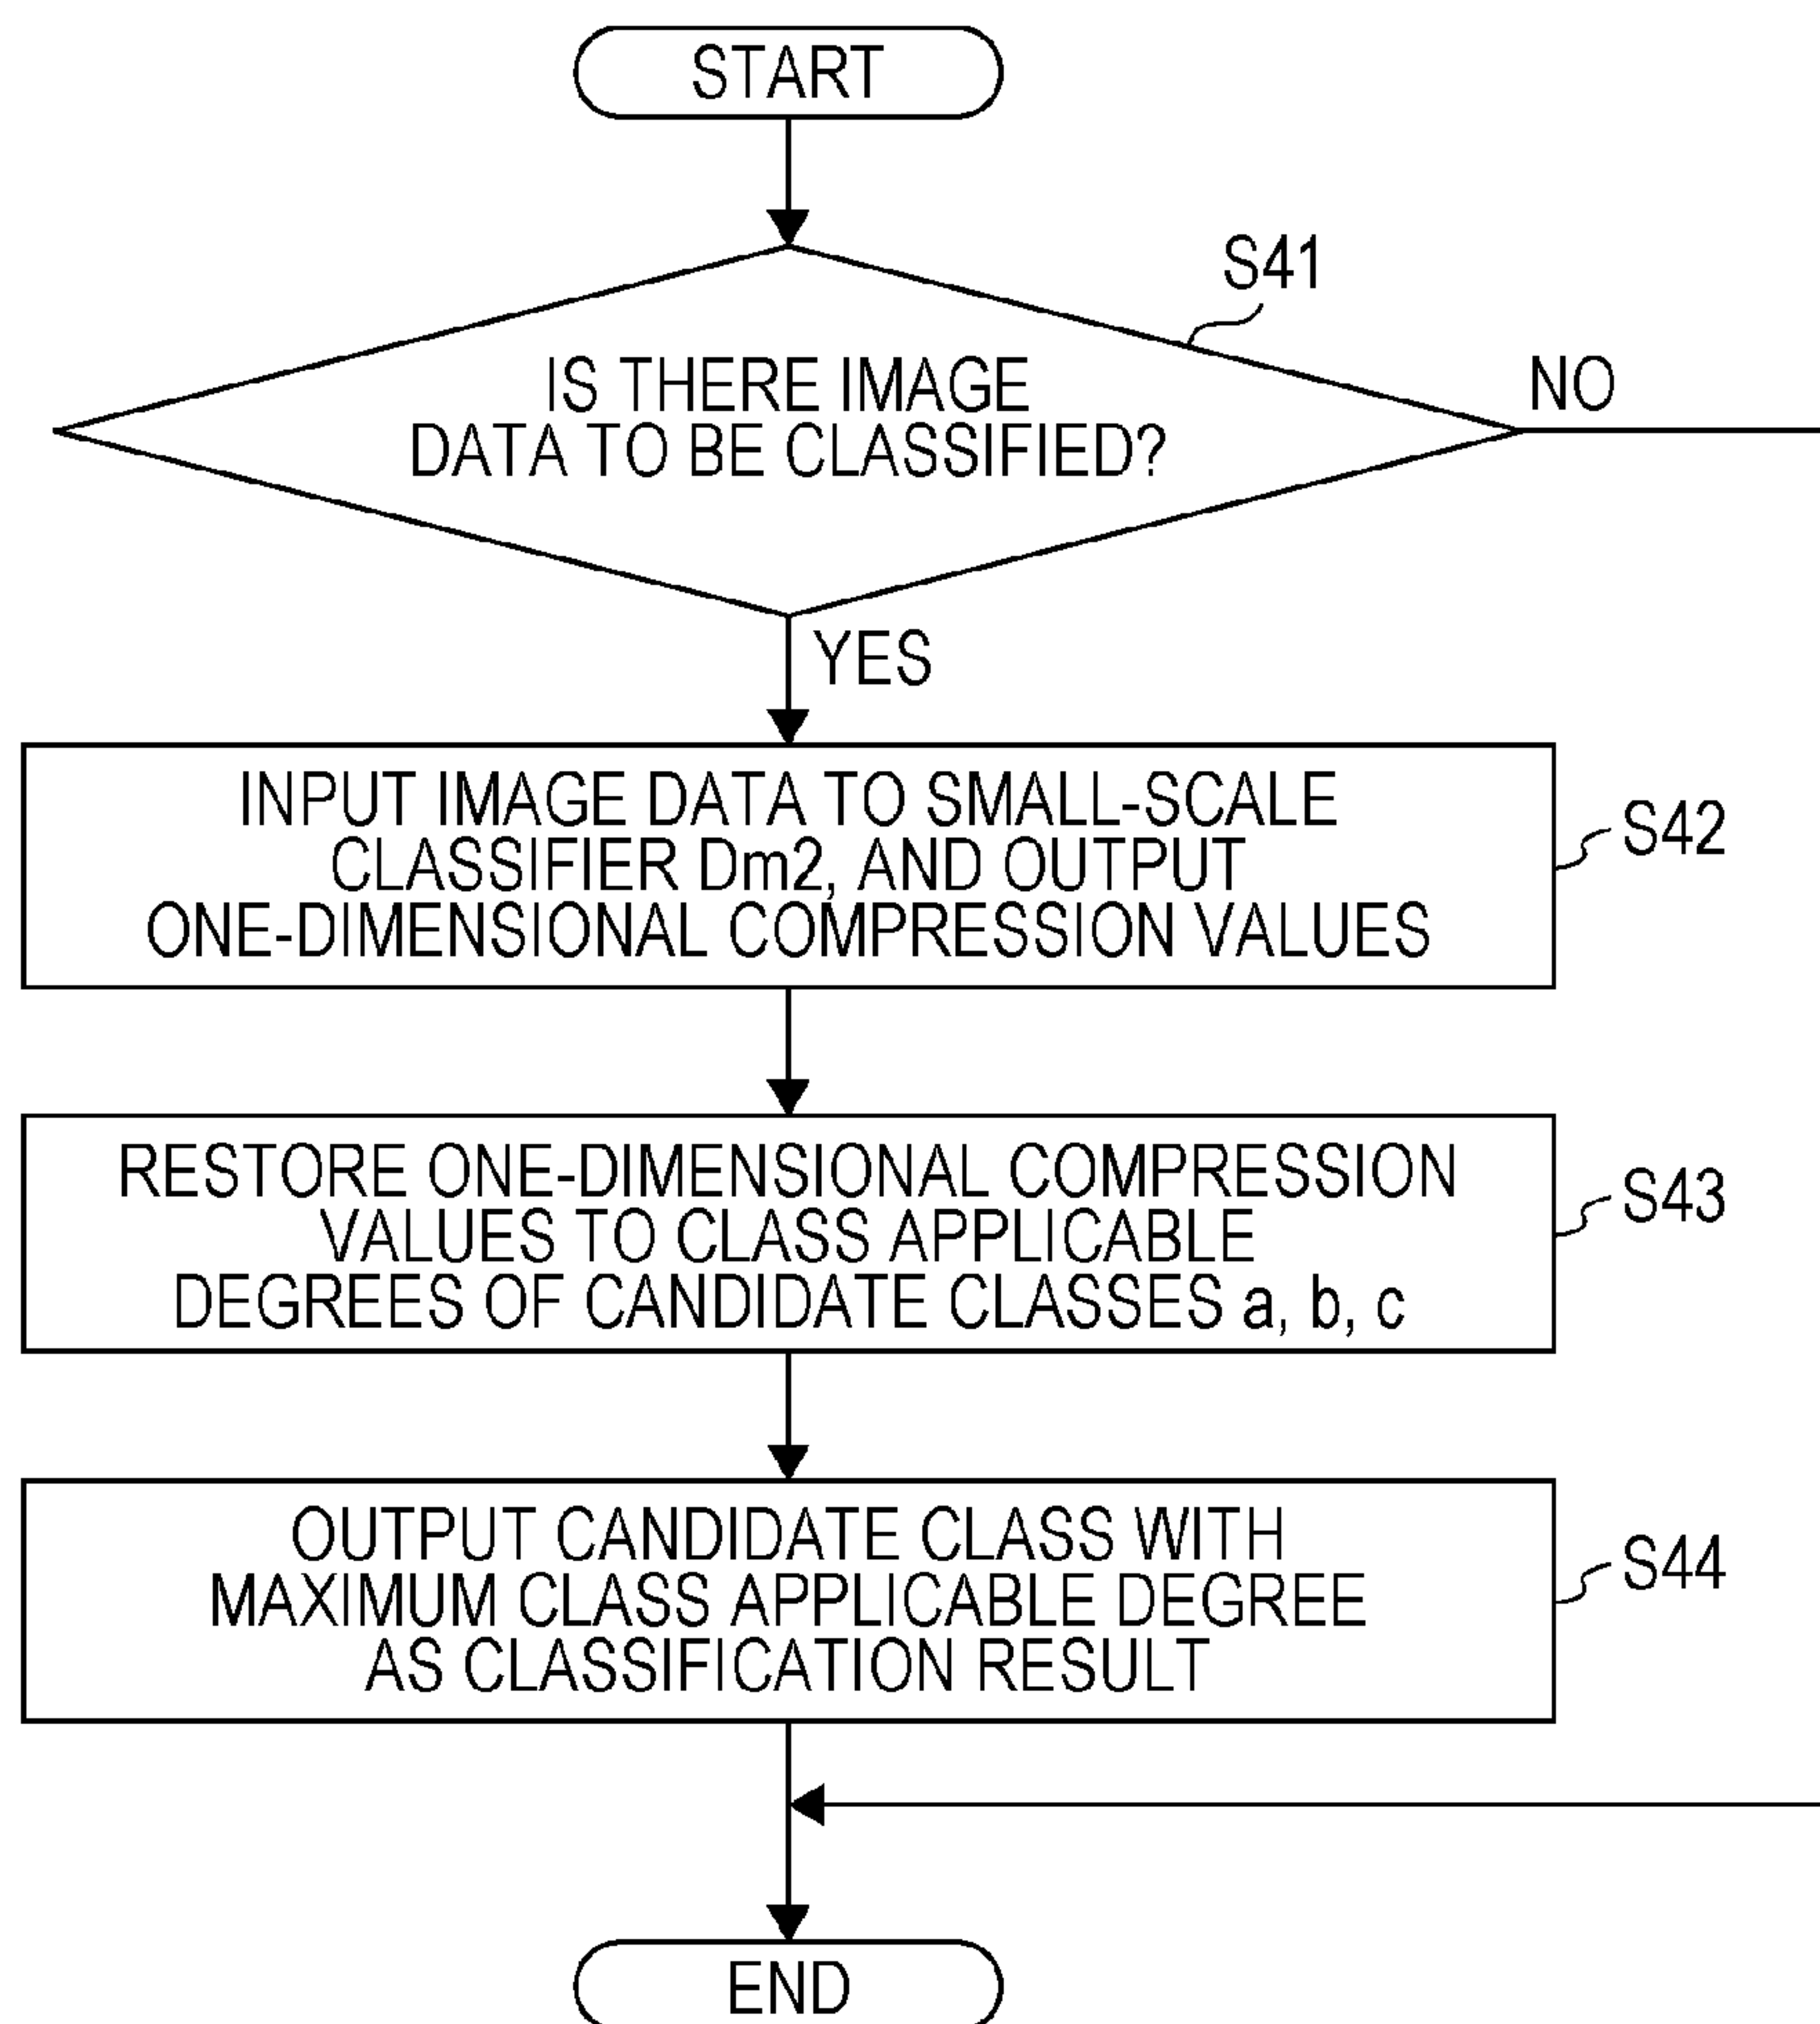 START
S41
IS THERE IMAGE
DATA TO BE CLASSIFIED?
NO
YES
INPUT IMAGE DATA TO SMALL-SCALE
CLASSIFIER Dm2, AND OUTPUT
ONE-DIMENSIONAL COMPRESSION VALUES
S42
RESTORE ONE-DIMENSIONAL COMPRESSION
VALUES TO CLASS APPLICABLE
DEGREES OF CANDIDATE CLASSES a, b, c
S43
OUTPUT CANDIDATE CLASS WITH
MAXIMUM CLASS APPLICABLE DEGREE
AS CLASSIFICATION RESULT
S44
END